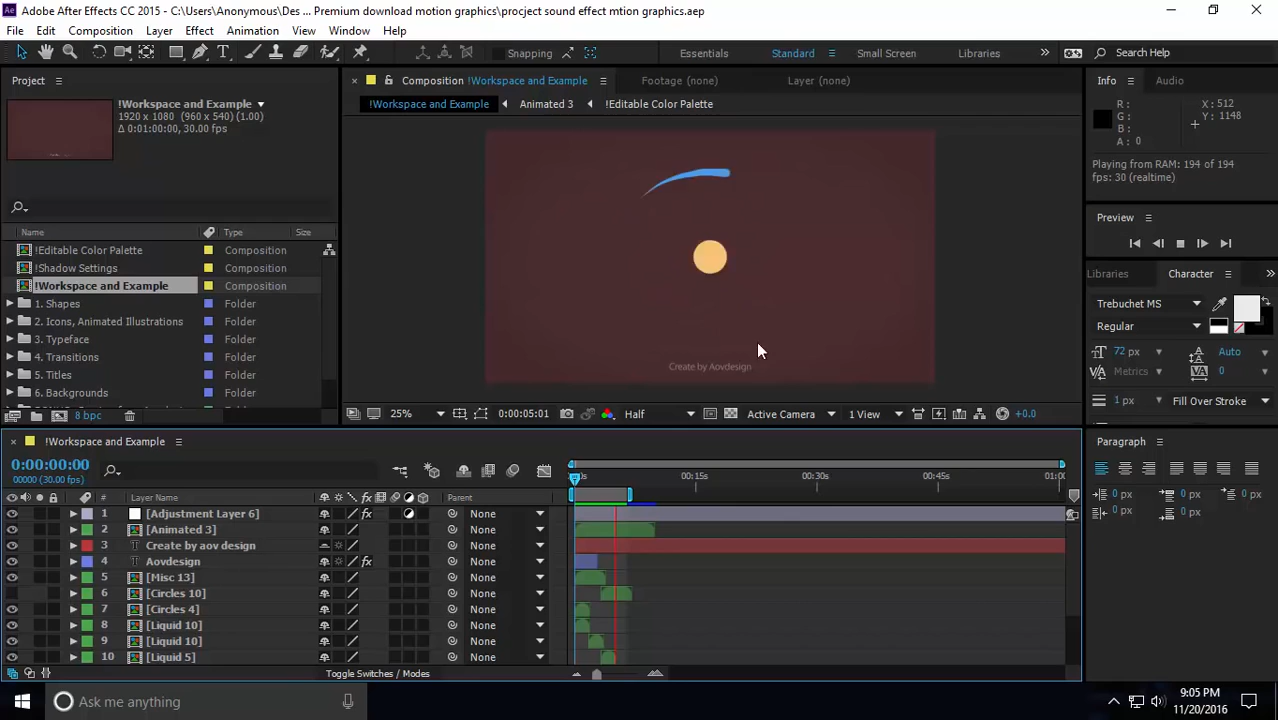 Adobe After Effects CC 2015 - C:\Users\Anonymous\Des ... Premium download motion graphics\procject sound effect mtion graphics.aep
File Edit Composition Layer Effect Animation View Window Help
Snapping Essentials Standard Small Screen Libraries Search Help
Project
!Workspace and Example
1920 x 1080 (960 x 540) (1.00)
Δ 0:01:00:00, 30.00 fps
Name Type Size
!Editable Color Palette Composition
!Shadow Settings Composition
!Workspace and Example Composition
1. Shapes Folder
2. Icons, Animated Illustrations Folder
3. Typeface Folder
4. Transitions Folder
5. Titles Folder
6. Backgrounds Folder
8 bpc
Composition !Workspace and Example Footage (none) Layer (none)
!Workspace and Example Animated 3 !Editable Color Palette
Create by Aovdesign
25% 0:00:05:01 Half Active Camera 1 View +0.0
Info Audio
R: X: 512
G: Y: 1148
B:
A: 0
Playing from RAM: 194 of 194
fps: 30 (realtime)
Preview
Libraries Character
Trebuchet MS
Regular
72 px Auto
Metrics 0
1 px Fill Over Stroke
!Workspace and Example
0:00:00:00
00000 (30.00 fps)
00:15s 00:30s 00:45s
# Layer Name Parent
1 [Adjustment Layer 6] None
2 [Animated 3] None
3 Create by aov design None
4 Aovdesign None
5 [Misc 13] None
6 [Circles 10] None
7 [Circles 4] None
8 [Liquid 10] None
9 [Liquid 10] None
10 [Liquid 5] None
Toggle Switches / Modes
Paragraph
0 px 0 px 0 px
0 px 0 px
Ask me anything
9:05 PM
11/20/2016